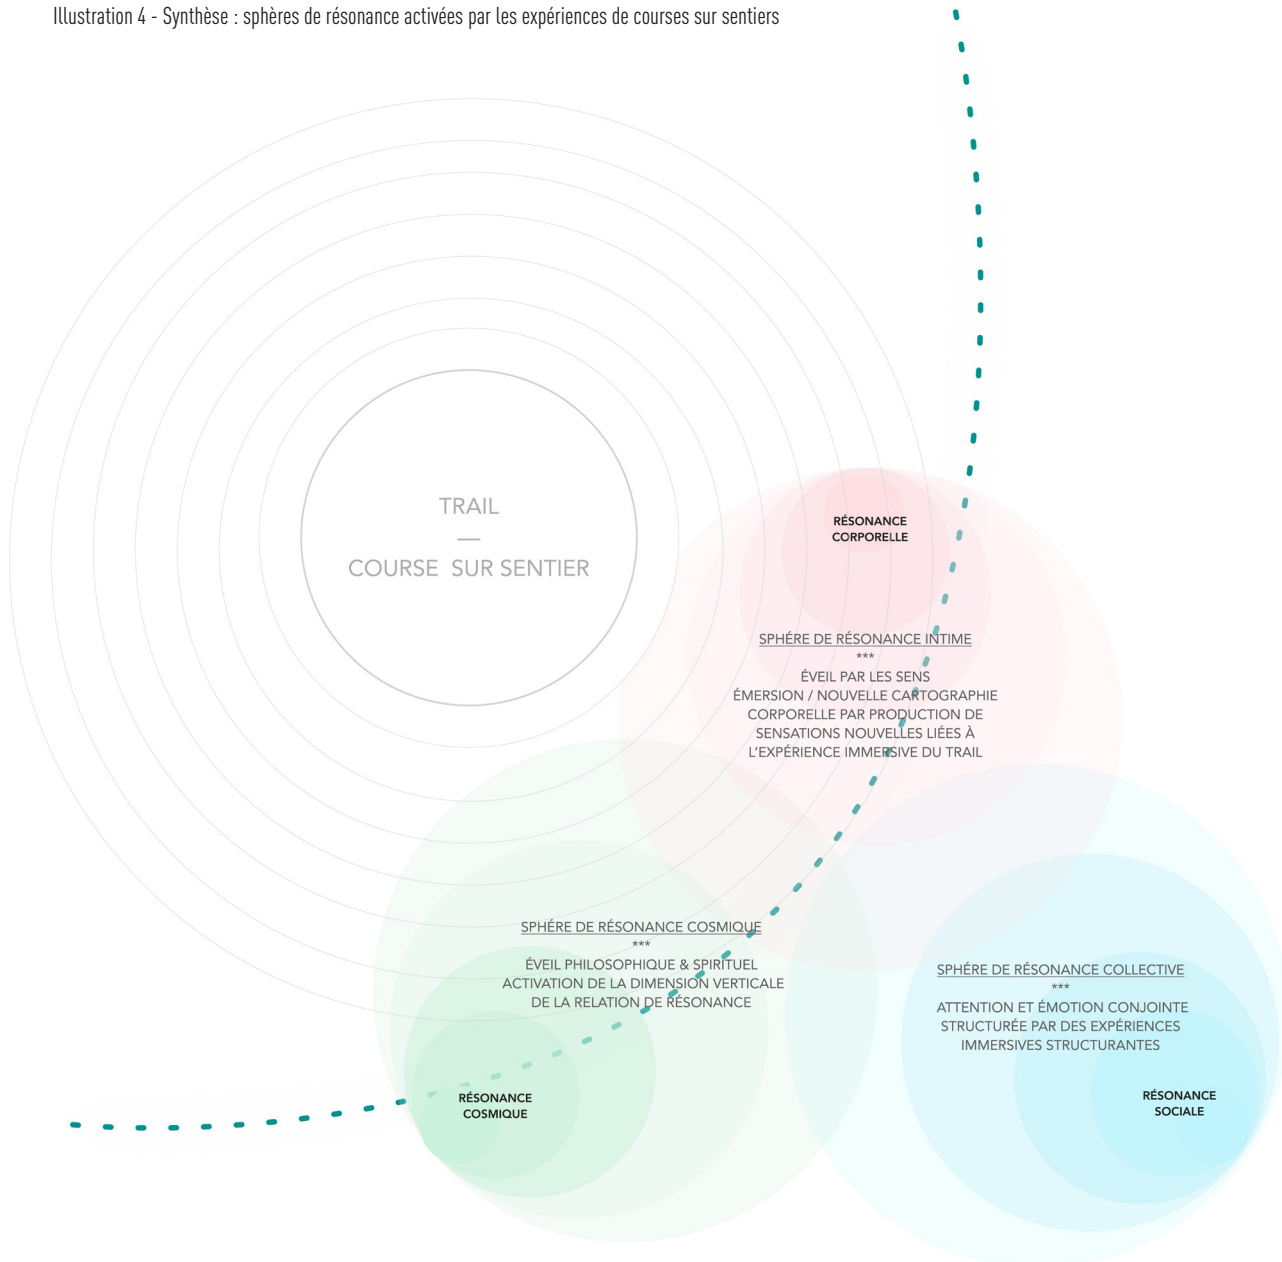 Illustration 4 - Synthèse : sphères de résonance activées par les expériences de courses sur sentiers
TRAIL
—
COURSE SUR SENTIER
RÉSONANCE
CORPORELLE
SPHÉRE DE RÉSONANCE INTIME
***
ÉVEIL PAR LES SENS
ÉMERSION / NOUVELLE CARTOGRAPHIE
CORPORELLE PAR PRODUCTION DE
SENSATIONS NOUVELLES LIÉES À
L'EXPÉRIENCE IMMERSIVE DU TRAIL
SPHÉRE DE RÉSONANCE COSMIQUE
***
ÉVEIL PHILOSOPHIQUE & SPIRITUEL
ACTIVATION DE LA DIMENSION VERTICALE
DE LA RELATION DE RÉSONANCE
RÉSONANCE
COSMIQUE
SPHÉRE DE RÉSONANCE COLLECTIVE
***
ATTENTION ET ÉMOTION CONJOINTE
STRUCTURÉE PAR DES EXPÉRIENCES
IMMERSIVES STRUCTURANTES
RÉSONANCE
SOCIALE